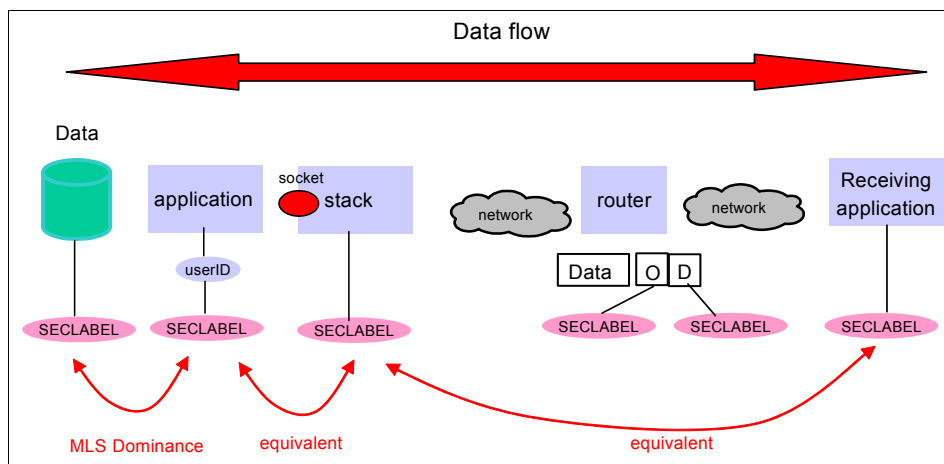 Data flow
Data
application
socket
stack
network
router
network
Receiving
application
userID
Data
O
D
SECLABEL
SECLABEL
SECLABEL
SECLABEL
SECLABEL
SECLABEL
MLS Dominance
equivalent
equivalent